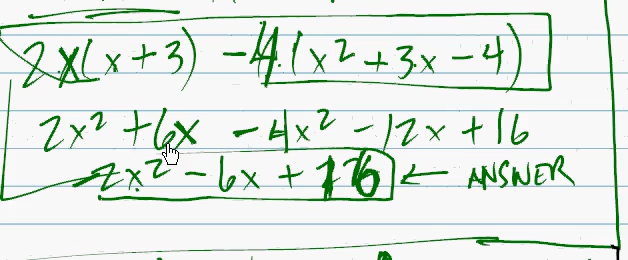 2x(x+3) -4(x²+3x-4)
2x²+6x -4x²-12x+16
-2x²-6x+16 ← ANSWER